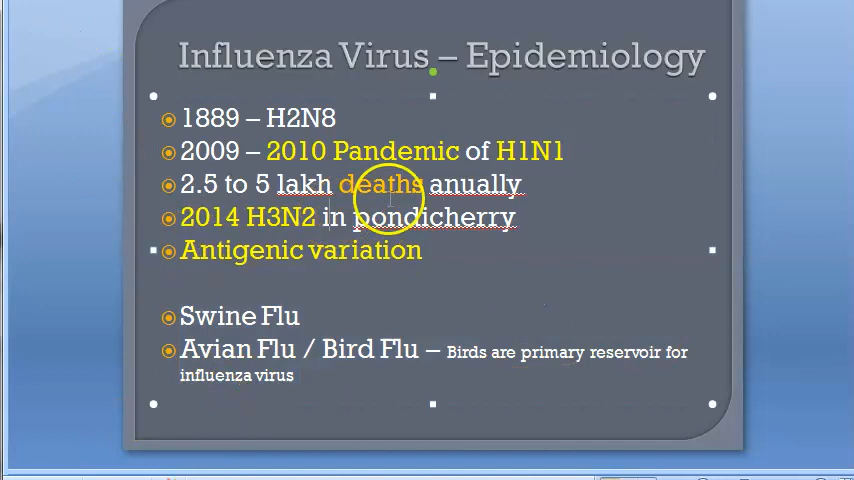 Influenza Virus – Epidemiology
1889 – H2N8
2009 – 2010 Pandemic of H1N1
2.5 to 5 lakh deaths anually
2014 H3N2 in pondicherry
Antigenic variation
Swine Flu
Avian Flu / Bird Flu – Birds are primary reservoir for
influenza virus